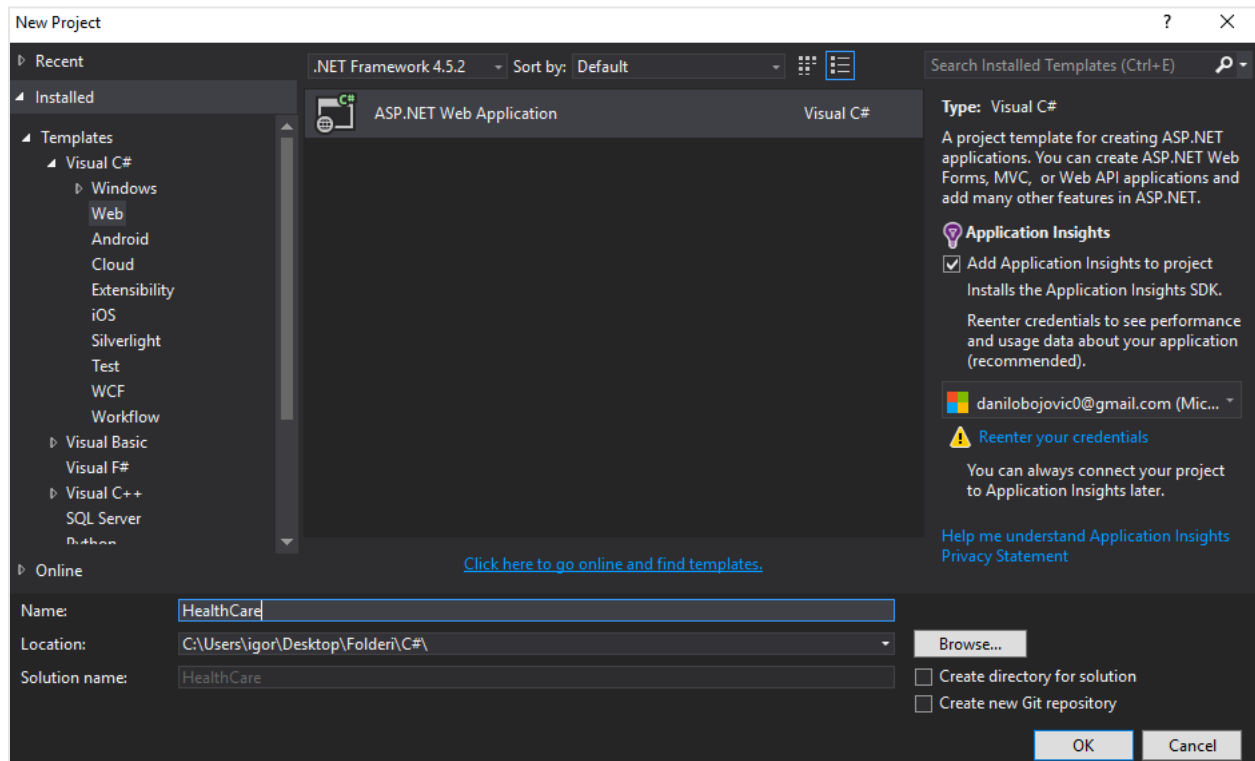 New Project
? ×
Recent
.NET Framework 4.5.2 Sort by: Default
Search Installed Templates (Ctrl+E)
Installed
Templates
Visual C#
Windows
Web
Android
Cloud
Extensibility
iOS
Silverlight
Test
WCF
Workflow
Visual Basic
Visual F#
Visual C++
SQL Server
Python
Online
C#
ASP.NET Web Application Visual C#
Click here to go online and find templates.
Type: Visual C#
A project template for creating ASP.NET
applications. You can create ASP.NET Web
Forms, MVC, or Web API applications and
add many other features in ASP.NET.
Application Insights
Add Application Insights to project
Installs the Application Insights SDK.
Reenter credentials to see performance
and usage data about your application
(recommended).
danilobojovic0@gmail.com (Mic...
Reenter your credentials
You can always connect your project
to Application Insights later.
Help me understand Application Insights
Privacy Statement
Name: HealthCare
Location: C:\Users\igor\Desktop\Folderi\C#\
Browse...
Solution name: HealthCare
Create directory for solution
Create new Git repository
OK Cancel